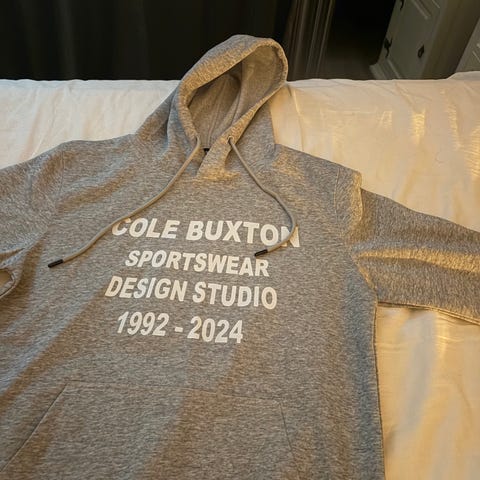 COLE BUXTON
SPORTSWEAR
DESIGN STUDIO
1992 - 2024